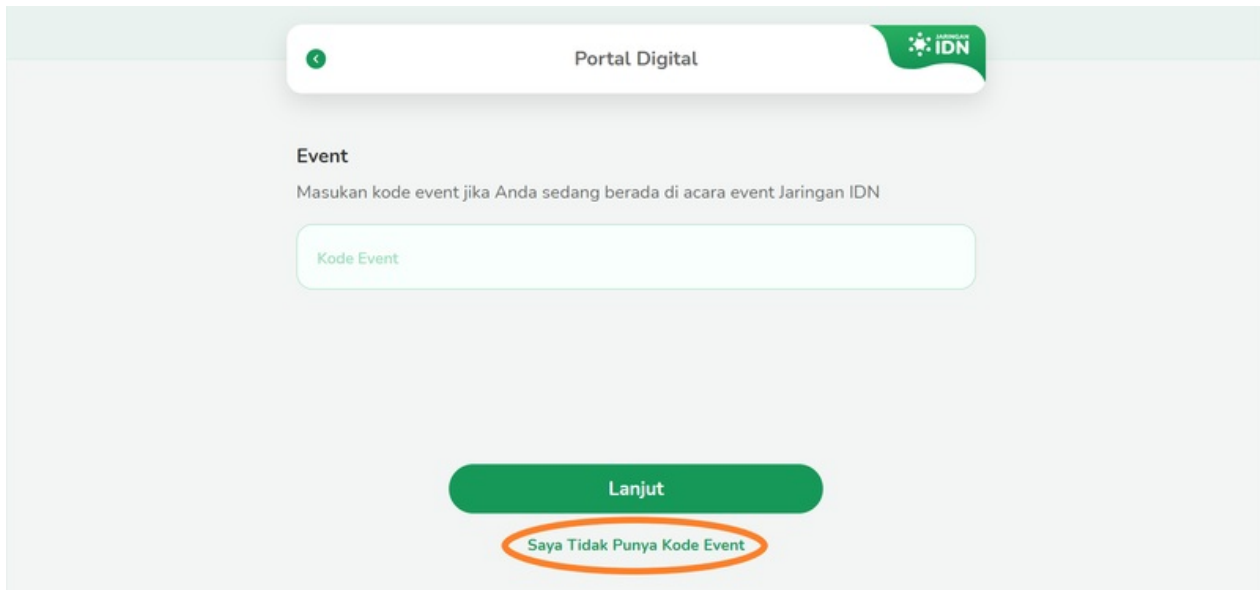 Portal Digital
JARINGAN
IDN
Event
Masukan kode event jika Anda sedang berada di acara event Jaringan IDN
Kode Event
Lanjut
Saya Tidak Punya Kode Event